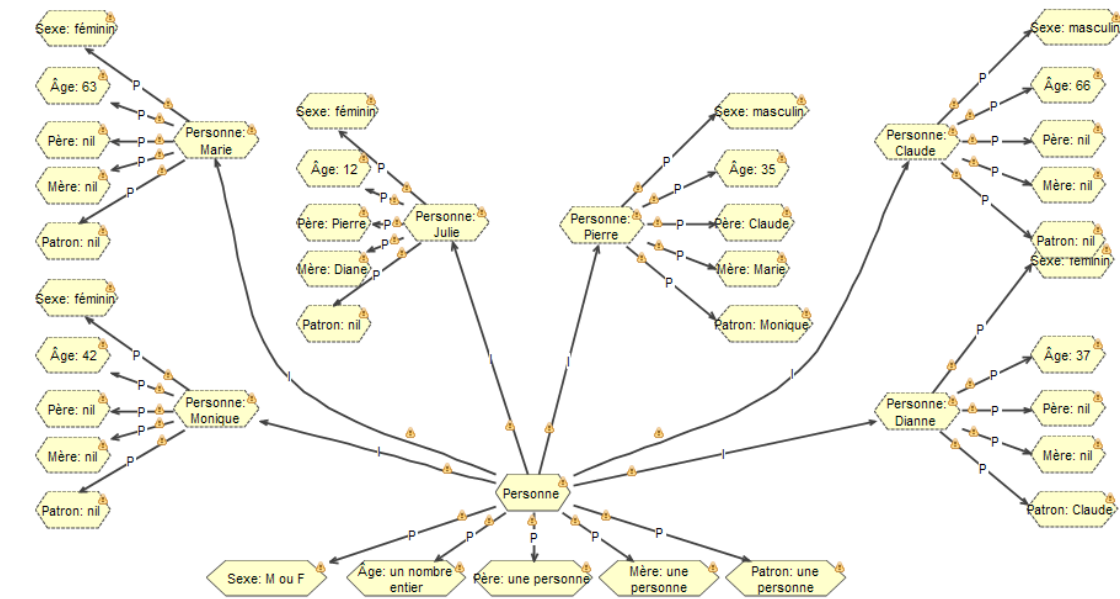 Sexe: féminin
Âge: 63
Père: nil
Mère: nil
Patron: nil
Personne:
Marie
P
P
P
P
P
Sexe: féminin
Âge: 12
Père: Pierre
Mère: Diane
Patron: nil
Personne:
Julie
P
P
P
P
P
Personne:
Pierre
Sexe: masculin
Âge: 35
Père: Claude
Mère: Marie
Patron: Monique
P
P
P
P
P
Personne:
Claude
Sexe: masculin
Âge: 66
Père: nil
Mère: nil
Patron: nil
P
P
P
P
P
Sexe: féminin
Âge: 42
Père: nil
Mère: nil
Patron: nil
Personne:
Monique
P
P
P
P
P
Personne:
Dianne
Sexe: féminin
Âge: 37
Père: nil
Mère: nil
Patron: Claude
P
P
P
P
P
I
I
I
I
I
I
Personne
P
P
P
P
P
Sexe: M ou F
Âge: un nombre
entier
Père: une personne
Mère: une
personne
Patron: une
personne